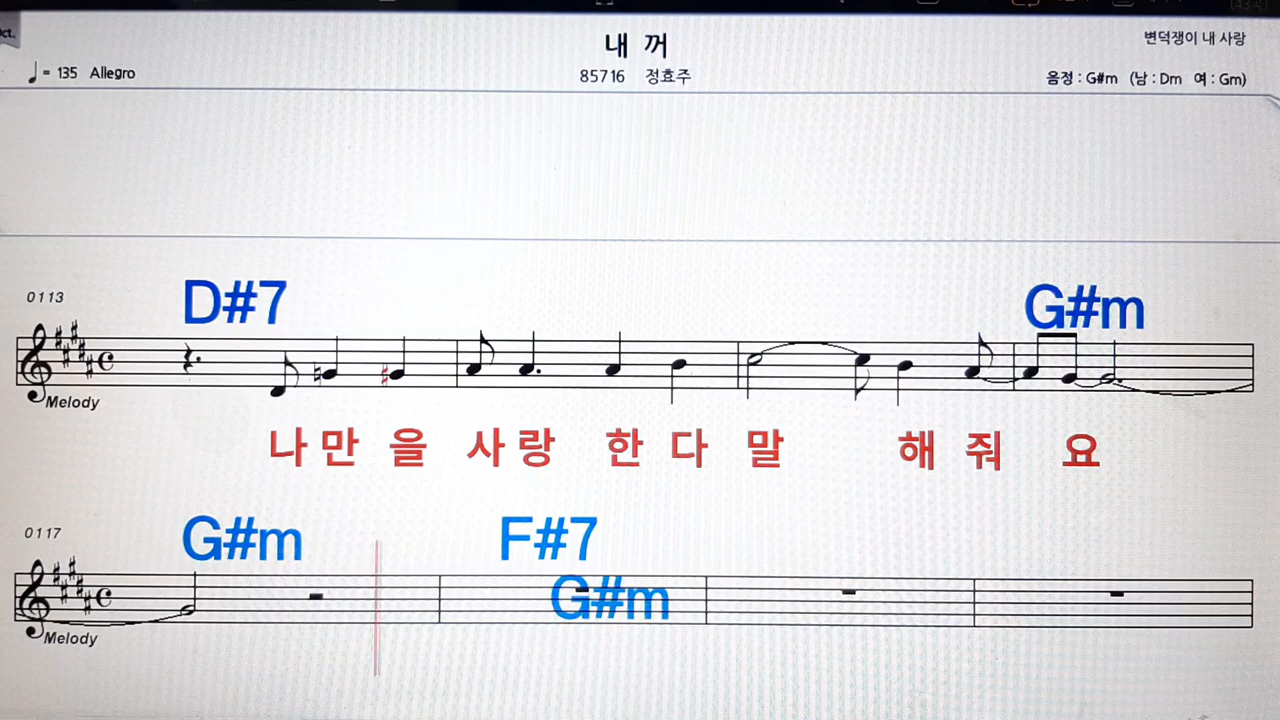 내 꺼
변덕쟁이 내 사랑
♩= 135 Allegro
85716 정효주
음정 : G#m (남 : Dm 여 : Gm)
0113
D#7 G#m
Melody
나 만 을 사 랑 한 다 말 해 줘 요
0117
G#m F#7
G#m
Melody